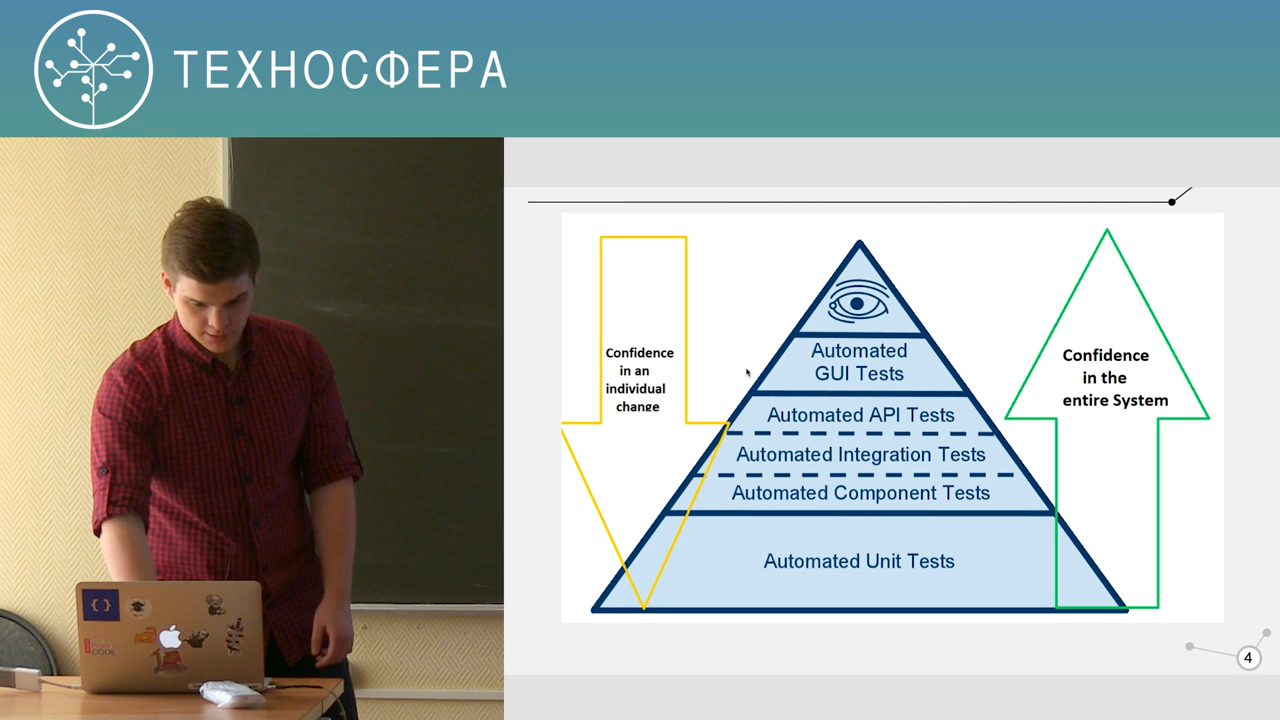 ТЕХНОСФЕРА
Confidence
in an
individual
change
Automated
GUI Tests
Automated API Tests
Automated Integration Tests
Automated Component Tests
Automated Unit Tests
Confidence
in the
entire System
{ }
CODE
4